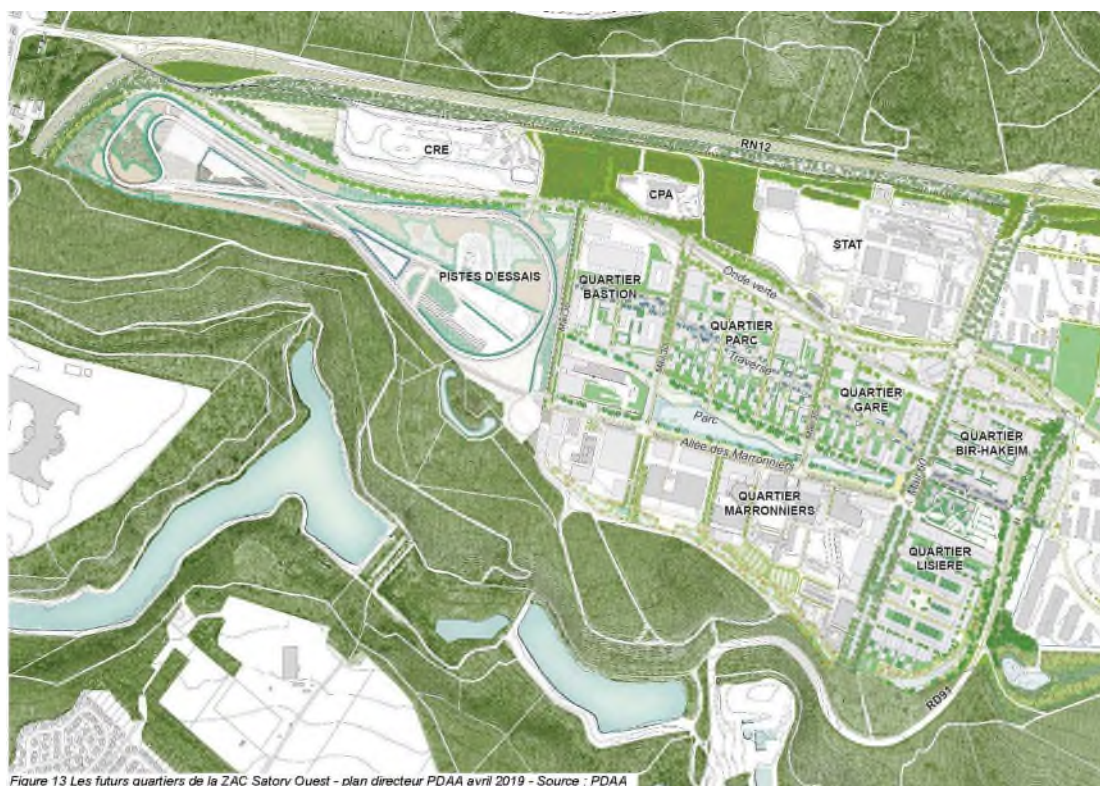 RN12
CRE
CPA
STAT
PISTES D'ESSAIS
QUARTIER
BASTION
Onde verte
QUARTIER
PARC
Traverse
QUARTIER
GARE
Parc
Allée des Marronniers
QUARTIER
BIR-HAKEIM
QUARTIER
MARRONNIERS
QUARTIER
LISIERE
RD91
Figure 13 Les futurs quartiers de la ZAC Satory Ouest - plan directeur PDAA avril 2019 - Source : PDAA